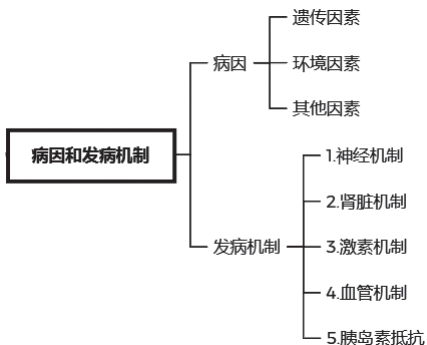 病因和发病机制
病因
遗传因素
环境因素
其他因素
发病机制
1.神经机制
2.肾脏机制
3.激素机制
4.血管机制
5.胰岛素抵抗